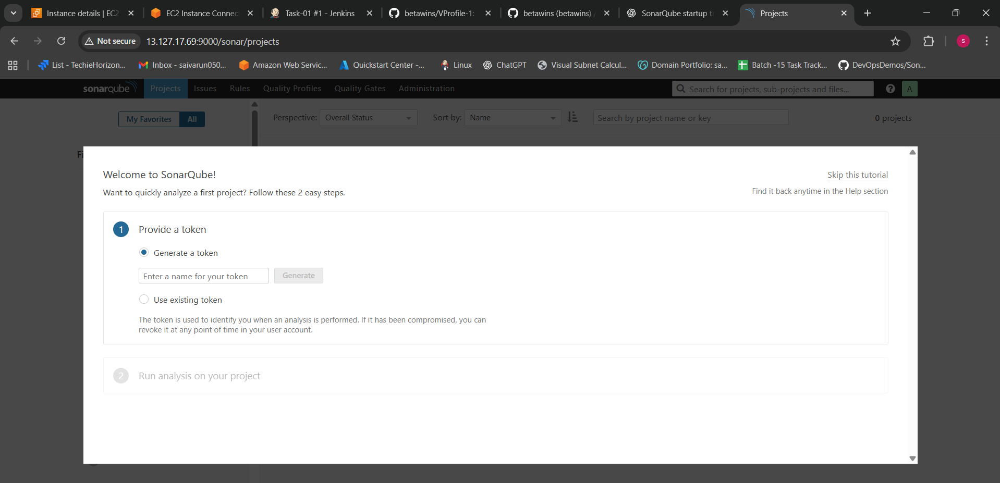 Instance details | EC2
EC2 Instance Connec
Task-01 #1 - Jenkins
betawins/VProfile-1:
betawins (betawins) /
SonarQube startup tr
Projects
Not secure
13.127.17.69:9000/sonar/projects
s
List - TechieHorizon...
Inbox - saivarun050...
Amazon Web Servic...
Quickstart Center -...
Linux
ChatGPT
Visual Subnet Calcul...
Domain Portfolio: sa...
Batch -15 Task Track...
DevOpsDemos/Son...
sonarqube
Projects
Issues
Rules
Quality Profiles
Quality Gates
Administration
Search for projects, sub-projects and files...
?
A
My Favorites
All
Perspective:
Overall Status
Sort by:
Name
Search by project name or key
0 projects
Fi
Welcome to SonarQube!
Skip this tutorial
Want to quickly analyze a first project? Follow these 2 easy steps.
Find it back anytime in the Help section
1
Provide a token
Generate a token
Enter a name for your token
Generate
Use existing token
The token is used to identify you when an analysis is performed. If it has been compromised, you can
revoke it at any point of time in your user account.
2
Run analysis on your project